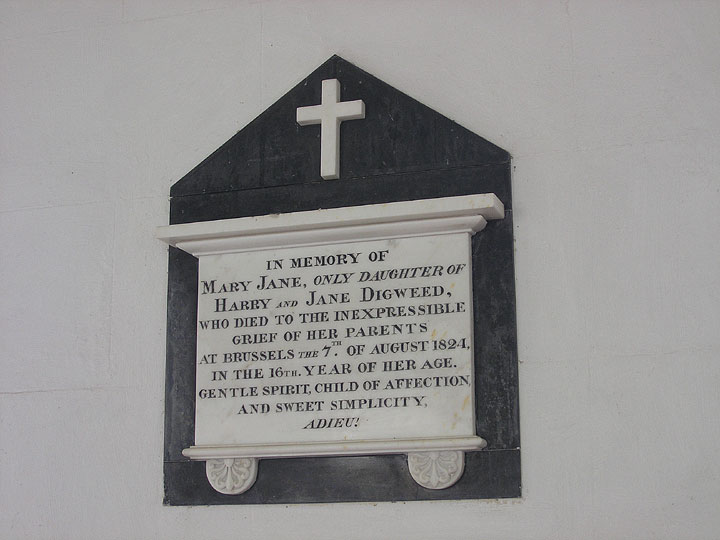 IN MEMORY OF
MARY JANE, ONLY DAUGHTER OF
HARRY AND JANE DIGWEED,
WHO DIED TO THE INEXPRESSIBLE
GRIEF OF HER PARENTS
AT BRUSSELS THE 7TH. OF AUGUST 1824,
IN THE 16TH. YEAR OF HER AGE.
GENTLE SPIRIT, CHILD OF AFFECTION,
AND SWEET SIMPLICITY,
ADIEU!